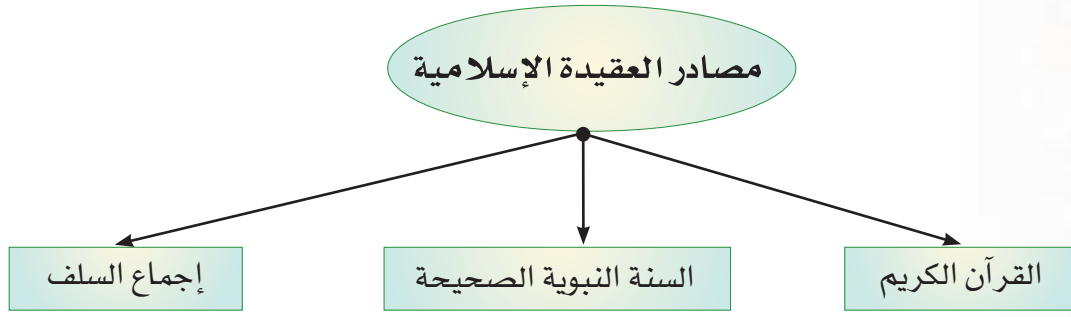 مصادر العقيدة الإسلامية
القرآن الكريم
السنة النبوية الصحيحة
إجماع السلف